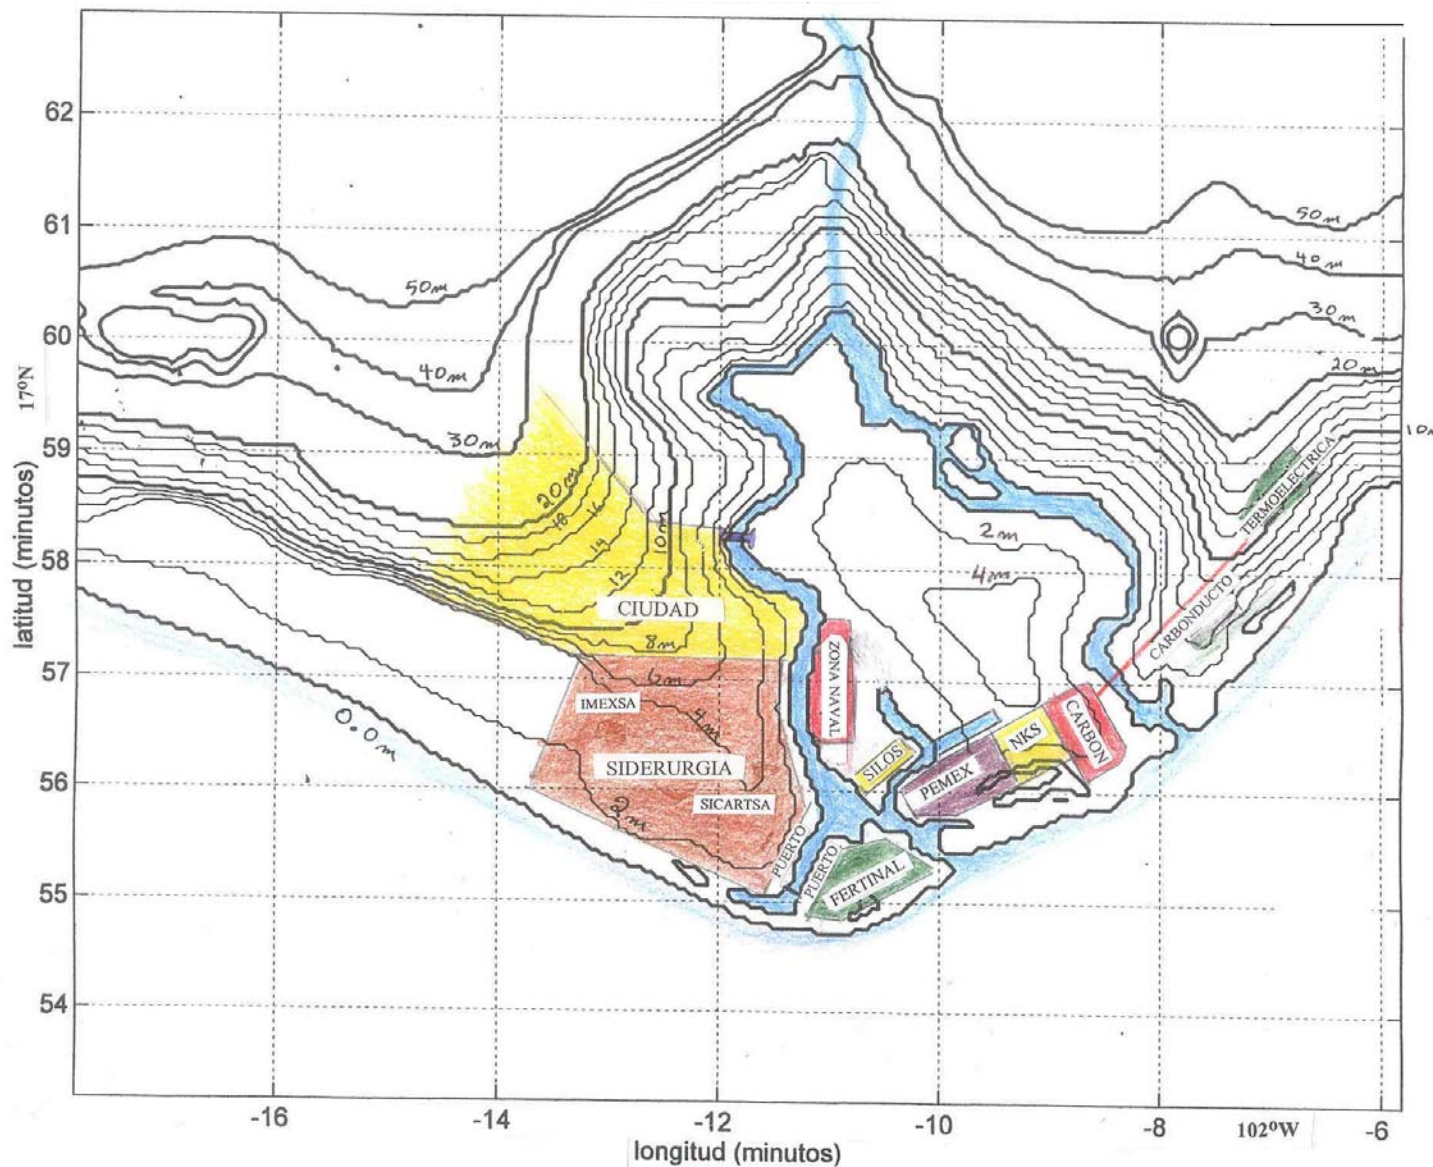 62
61
50m
50m
40m
60
30m
40m
20m
17ºN
59
30m
10m
TERMOELECTRICA
20m
18
16
14
10m
2m
58
12
4m
CARBONDUCTO
CIUDAD
latitud (minutos)
8m
57
6m
ZONA NAVAL
IMEXSA
4m
CARBON
NKS
0.0m
SILOS
SIDERURGIA
56
PEMEX
SICARTSA
2m
PUERTO
PUERTO
FERTINAL
55
54
-16
-14
-12
-10
-8
102ºW
-6
longitud (minutos)